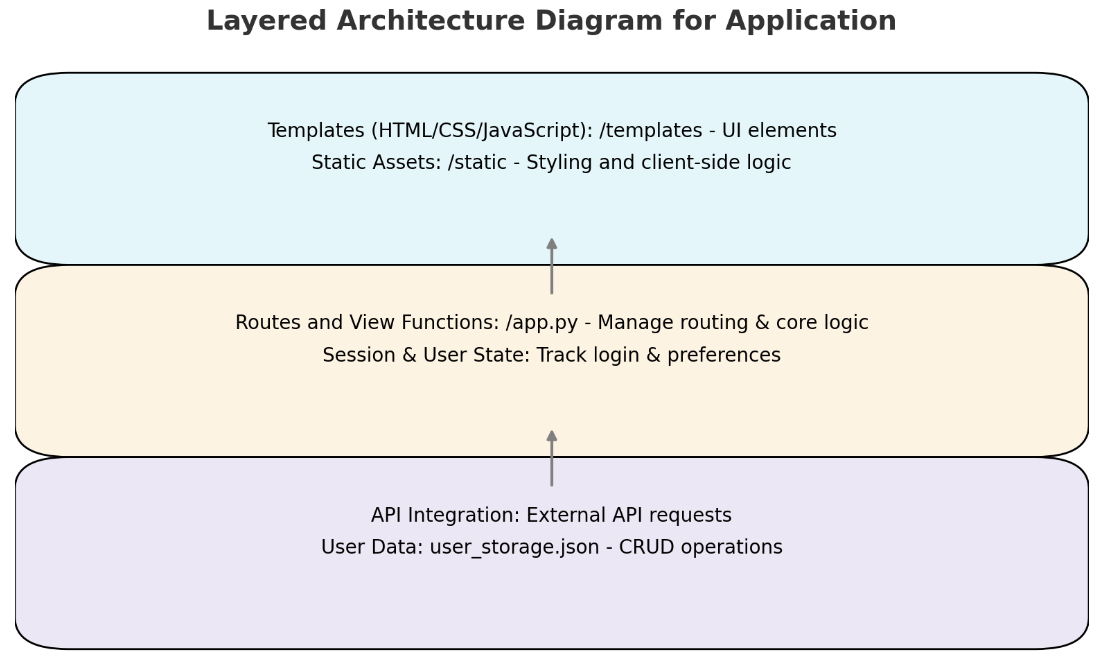 Layered Architecture Diagram for Application
Templates (HTML/CSS/JavaScript): /templates - UI elements
Static Assets: /static - Styling and client-side logic
Routes and View Functions: /app.py - Manage routing & core logic
Session & User State: Track login & preferences
API Integration: External API requests
User Data: user_storage.json - CRUD operations